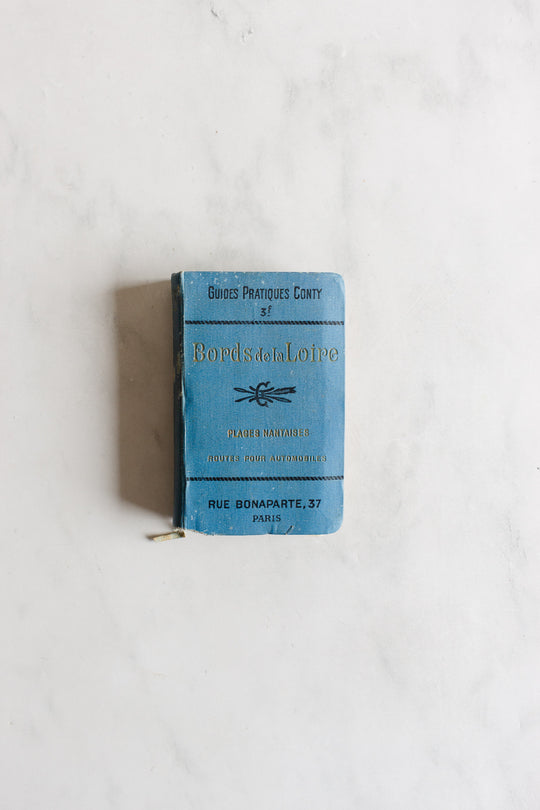 GUIDES PRATIQUES CONTY
3f
Bords de la Loire
PLAGES NANTAISES
ROUTES POUR AUTOMOBILES
RUE BONAPARTE, 37
PARIS